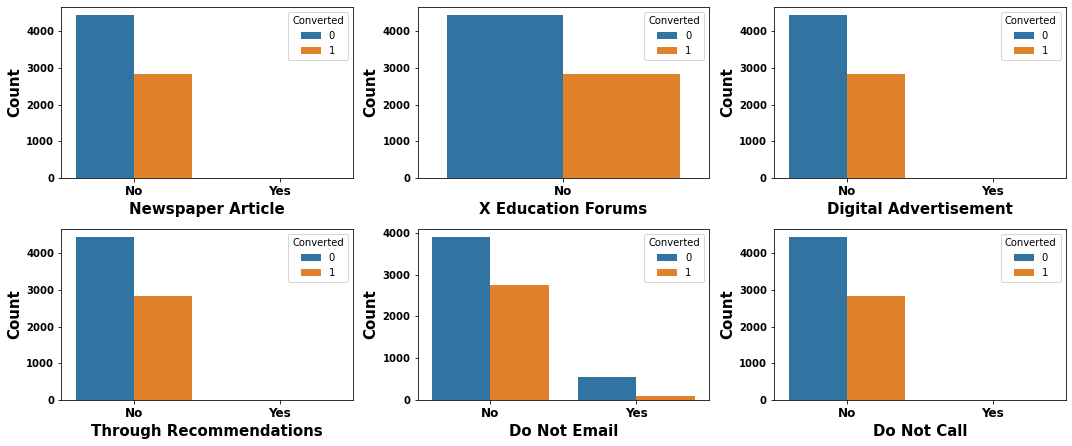 Count
4000
3000
2000
1000
0
Converted
0
1
No Yes
Newspaper Article
Count
4000
3000
2000
1000
0
Converted
0
1
No
X Education Forums
Count
4000
3000
2000
1000
0
Converted
0
1
No Yes
Digital Advertisement
Count
4000
3000
2000
1000
0
Converted
0
1
No Yes
Through Recommendations
Count
4000
3000
2000
1000
0
Converted
0
1
No Yes
Do Not Email
Count
4000
3000
2000
1000
0
Converted
0
1
No Yes
Do Not Call